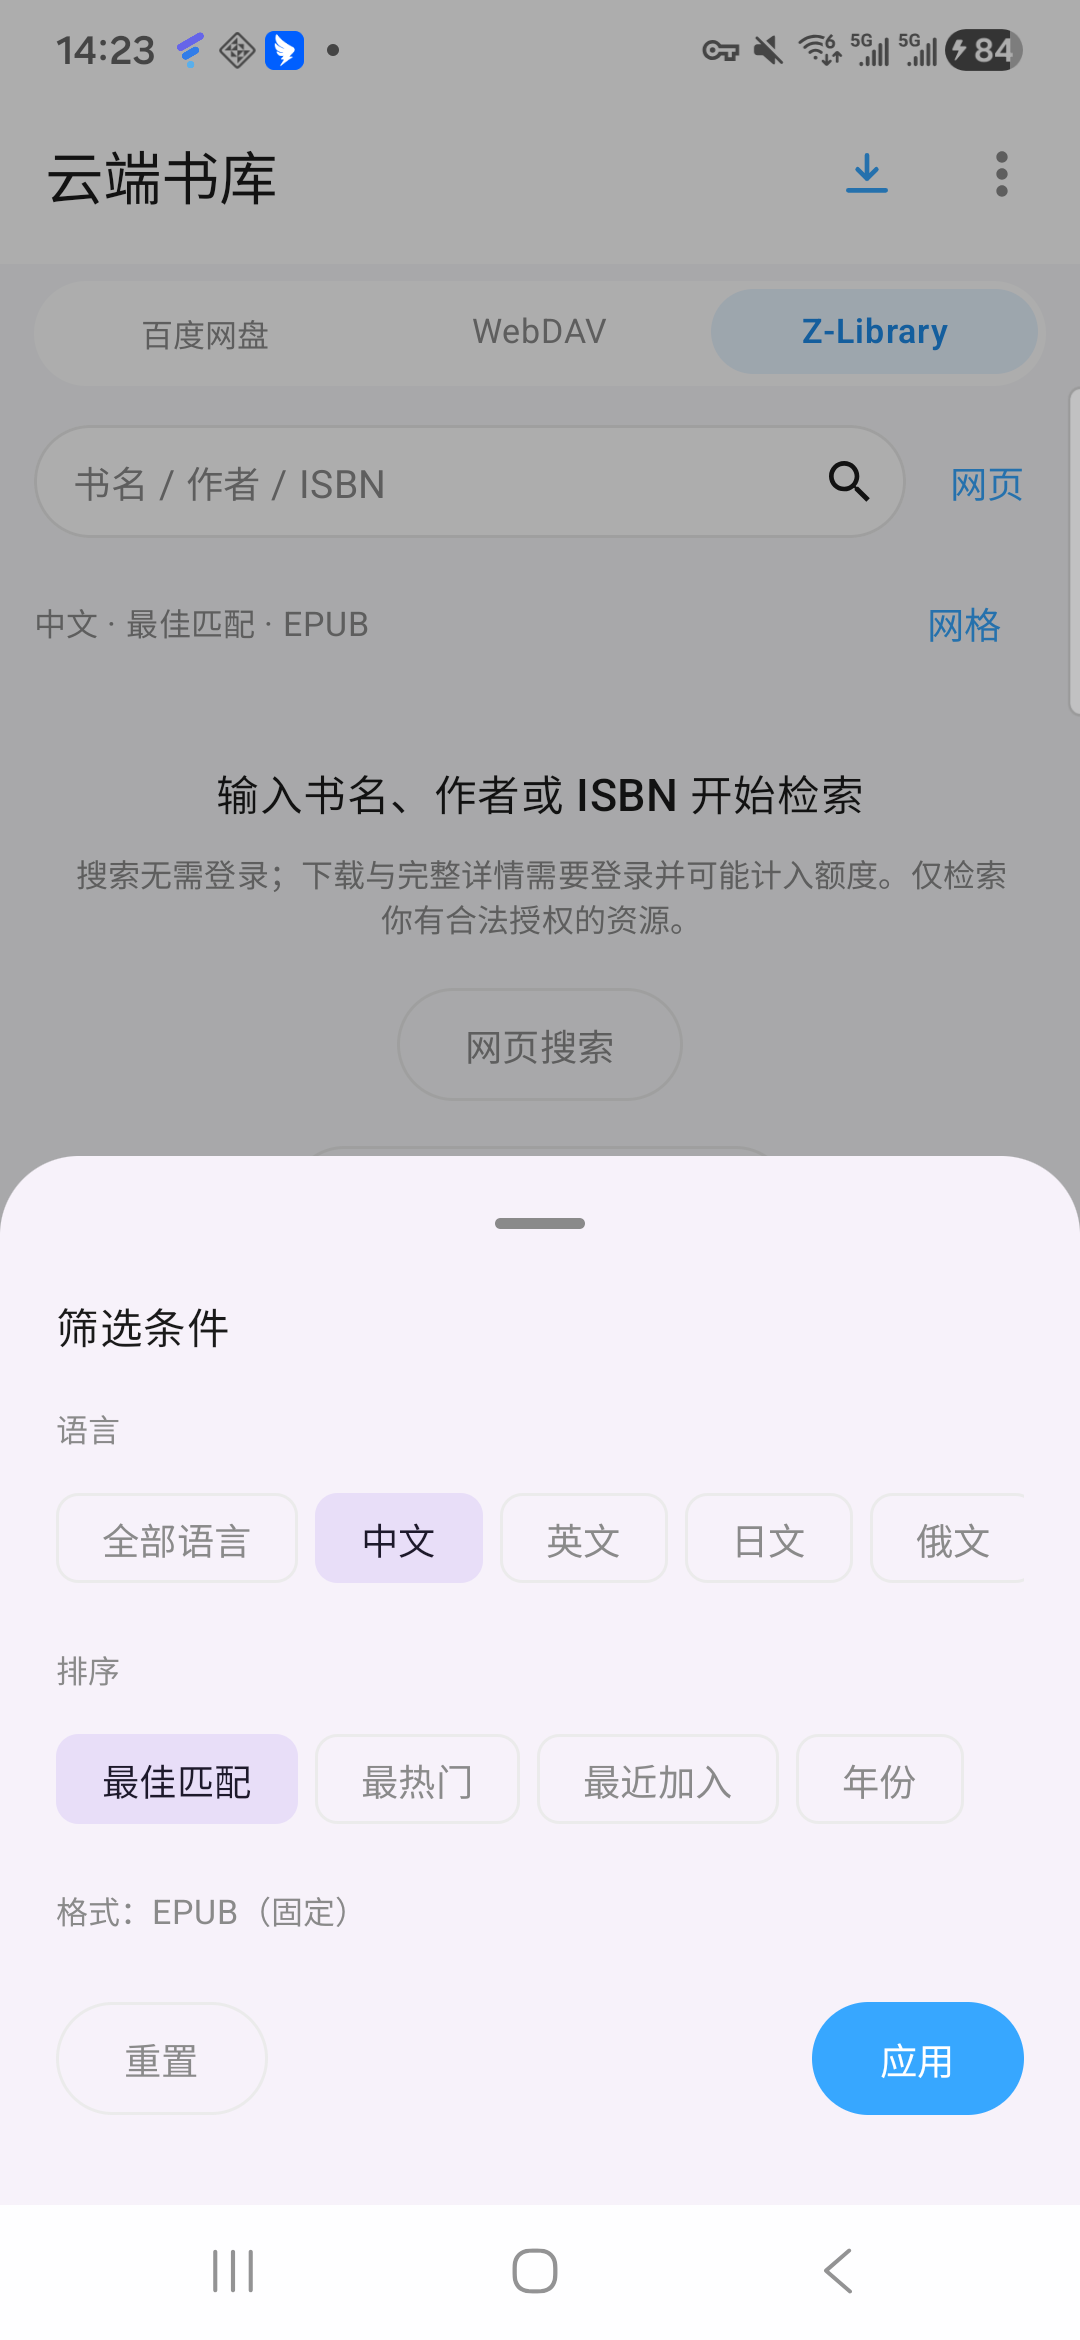 14:23
6 5G 5G 84
云端书库
百度网盘 WebDAV Z-Library
书名 / 作者 / ISBN 网页
中文 · 最佳匹配 · EPUB 网格
输入书名、作者或 ISBN 开始检索
搜索无需登录；下载与完整详情需要登录并可能计入额度。仅检索
你有合法授权的资源。
网页搜索
筛选条件
语言
全部语言 中文 英文 日文 俄文
排序
最佳匹配 最热门 最近加入 年份
格式：EPUB（固定）
重置 应用